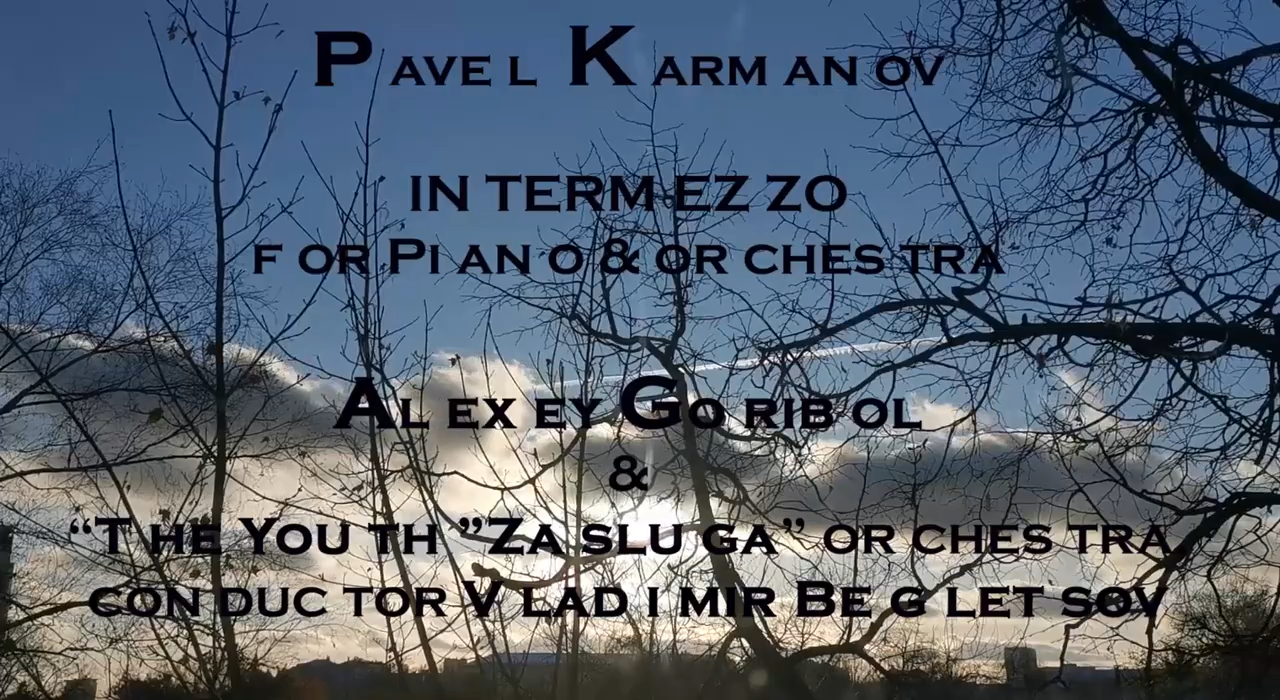 PAVEL KARMANOV
INTERMEZZO
FOR PIANO & ORCHESTRA
ALEXEY GORIBOL
&
“THE YOUTH ”ZASLUGA” ORCHESTRA,
CONDUCTOR VLADIMIR BEGLETSOV